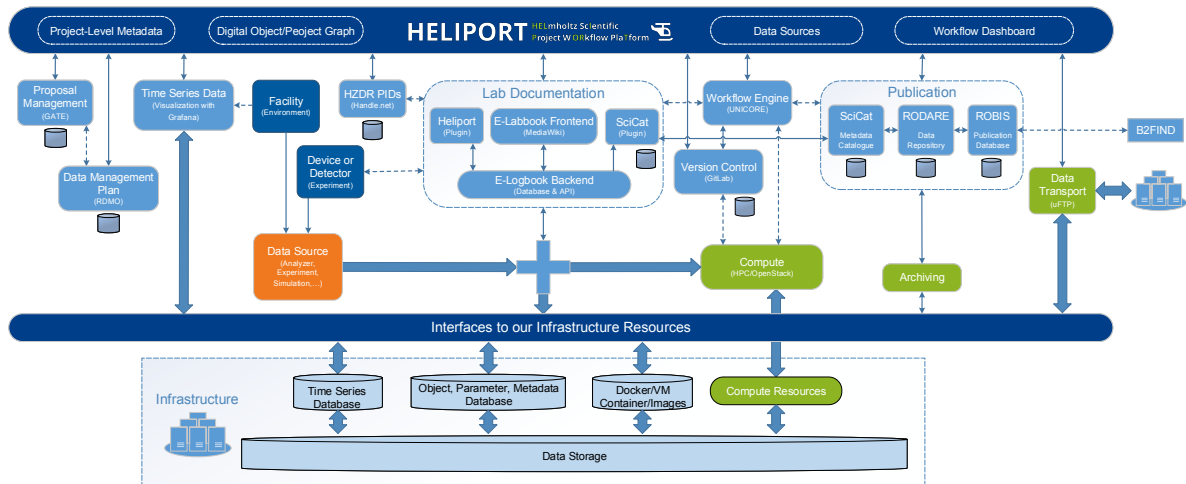 Project-Level Metadata
Digital Object/Peoject Graph
HELIPORT
HELmholtz ScIentific
Project WORkflow PlaTform
Data Sources
Workflow Dashboard
Proposal
Management
(GATE)
Time Series Data
(Visualization with
Grafana)
Facility
(Environment)
HZDR PIDs
(Handle.net)
Lab Documentation
Heliport
(Plugin)
E-Labbook Frontend
(MediaWiki)
SciCat
(Plugin)
E-Logbook Backend
(Database & API)
Workflow Engine
(UNICORE)
Version Control
(GitLab)
Publication
SciCat
Metadata
Catalogue
RODARE
Data
Repository
ROBIS
Publication
Database
B2FIND
Data Management
Plan
(RDMO)
Device or
Detector
(Experiment)
Data
Transport
(uFTP)
Data Source
(Analyzer,
Experiment,
Simulation,...)
Compute
(HPC/OpenStack)
Archiving
Interfaces to our Infrastructure Resources
Infrastructure
Time Series
Database
Object, Parameter, Metadata
Database
Docker/VM
Container/Images
Compute Resources
Data Storage